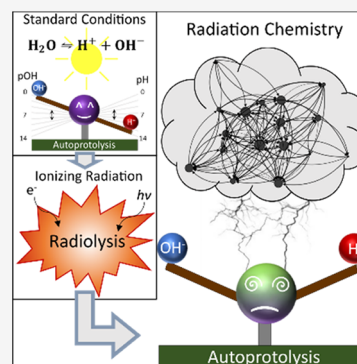 Standard Conditions
H₂O ⇌ H⁺ + OH⁻
pOH
pH
OH⁻
0
0
7
7
H⁺
14
14
Autoprotolysis
Ionizing Radiation
e⁻
hν
Radiolysis
Radiation Chemistry
OH⁻
H
Autoprotolysis